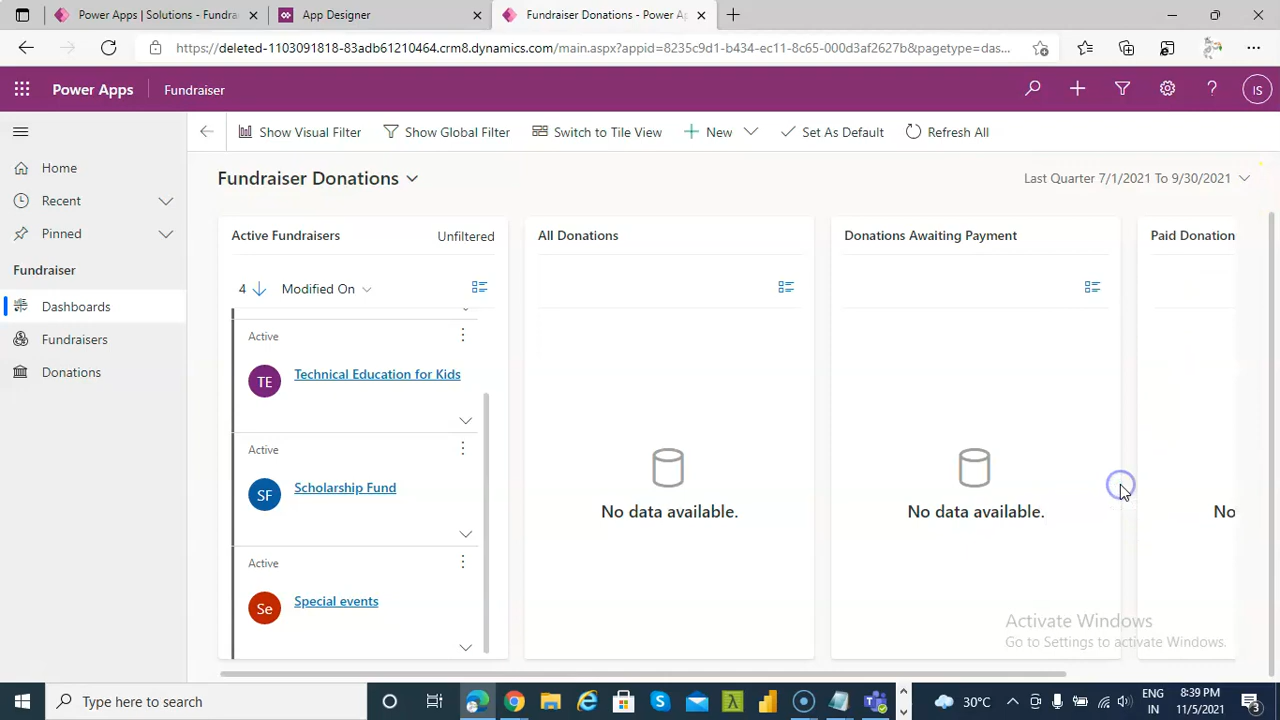 Power Apps | Solutions - Fundra
App Designer
Fundraiser Donations - Power Ap
https://deleted-1103091818-83adb61210464.crm8.dynamics.com/main.aspx?appid=8235c9d1-b434-ec11-8c65-000d3af2627b&pagetype=das...
Power Apps
Fundraiser
IS
Show Visual Filter
Show Global Filter
Switch to Tile View
New
Set As Default
Refresh All
Home
Recent
Pinned
Fundraiser
Dashboards
Fundraisers
Donations
Fundraiser Donations
Last Quarter 7/1/2021 To 9/30/2021
Active Fundraisers
Unfiltered
4
Modified On
Active
TE
Technical Education for Kids
Active
SF
Scholarship Fund
Active
Se
Special events
All Donations
No data available.
Donations Awaiting Payment
No data available.
Paid Donation
No
Activate Windows
Go to Settings to activate Windows.
Type here to search
30°C
ENG
IN
8:39 PM
11/5/2021
3